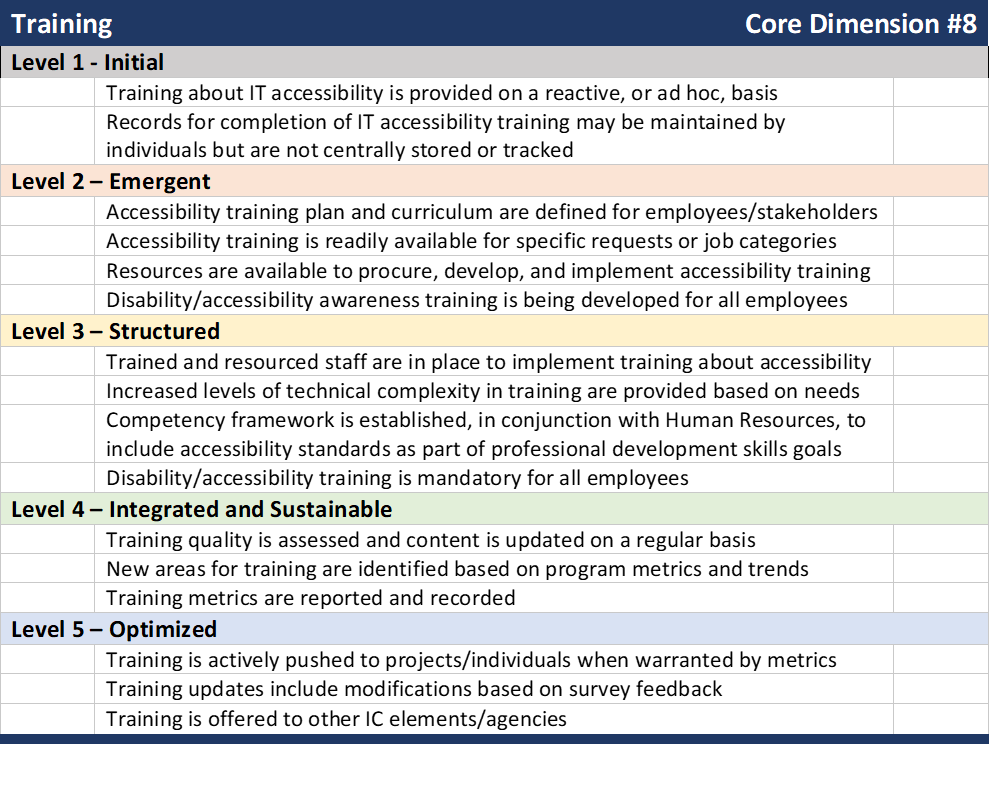 Training Core Dimension #8
Level 1 - Initial
Training about IT accessibility is provided on a reactive, or ad hoc, basis
Records for completion of IT accessibility training may be maintained by
individuals but are not centrally stored or tracked
Level 2 – Emergent
Accessibility training plan and curriculum are defined for employees/stakeholders
Accessibility training is readily available for specific requests or job categories
Resources are available to procure, develop, and implement accessibility training
Disability/accessibility awareness training is being developed for all employees
Level 3 – Structured
Trained and resourced staff are in place to implement training about accessibility
Increased levels of technical complexity in training are provided based on needs
Competency framework is established, in conjunction with Human Resources, to
include accessibility standards as part of professional development skills goals
Disability/accessibility training is mandatory for all employees
Level 4 – Integrated and Sustainable
Training quality is assessed and content is updated on a regular basis
New areas for training are identified based on program metrics and trends
Training metrics are reported and recorded
Level 5 – Optimized
Training is actively pushed to projects/individuals when warranted by metrics
Training updates include modifications based on survey feedback
Training is offered to other IC elements/agencies